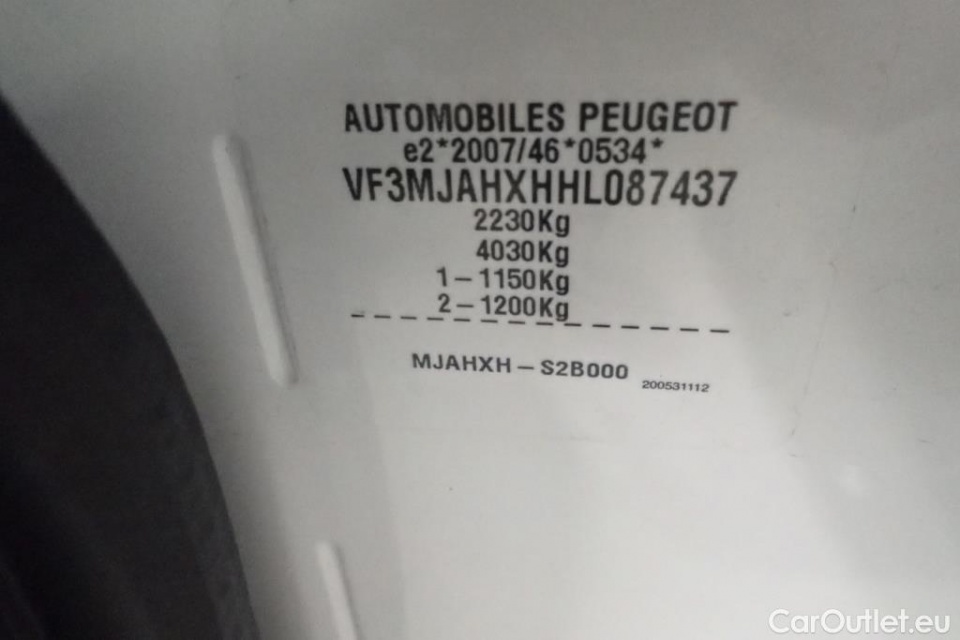 AUTOMOBILES PEUGEOT
e2*2007/46*0534*
VF3MJAHXHHL087437
2230Kg
4030Kg
1-1150Kg
2-1200Kg
MJAHXH-S2B000
200531112
CarOutlet.eu